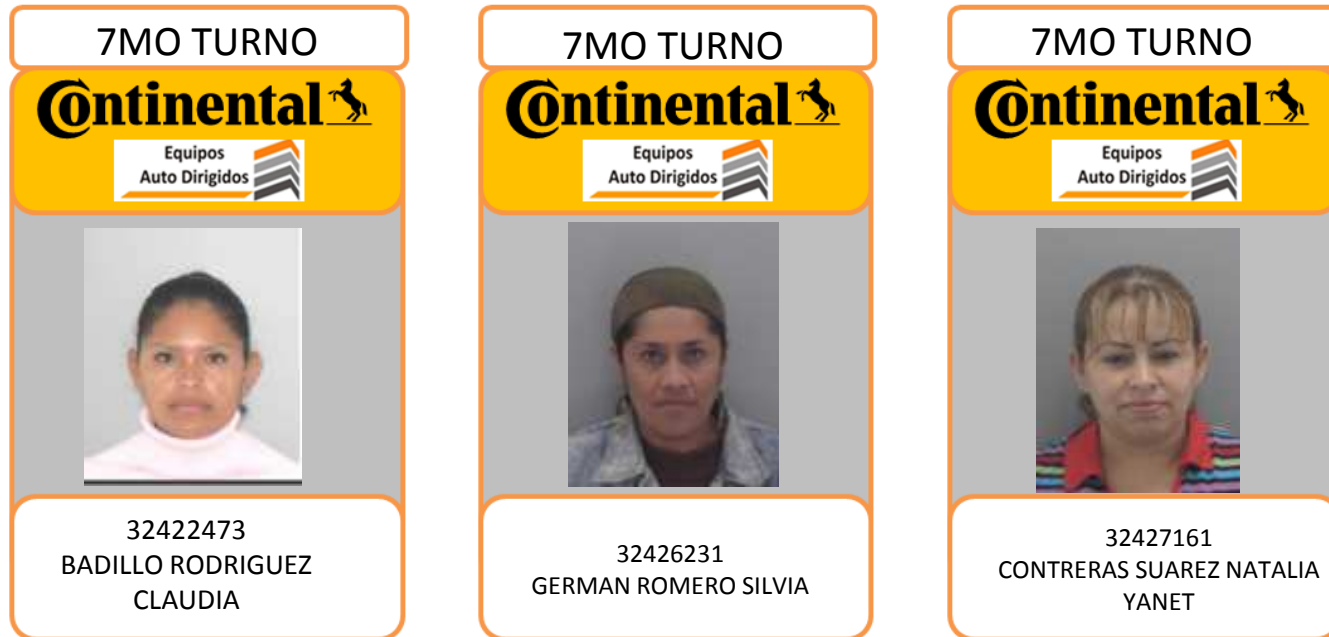 7MO TURNO
Continental
Equipos
Auto Dirigidos
32422473
BADILLO RODRIGUEZ
CLAUDIA
7MO TURNO
Continental
Equipos
Auto Dirigidos
32426231
GERMAN ROMERO SILVIA
7MO TURNO
Continental
Equipos
Auto Dirigidos
32427161
CONTRERAS SUAREZ NATALIA
YANET